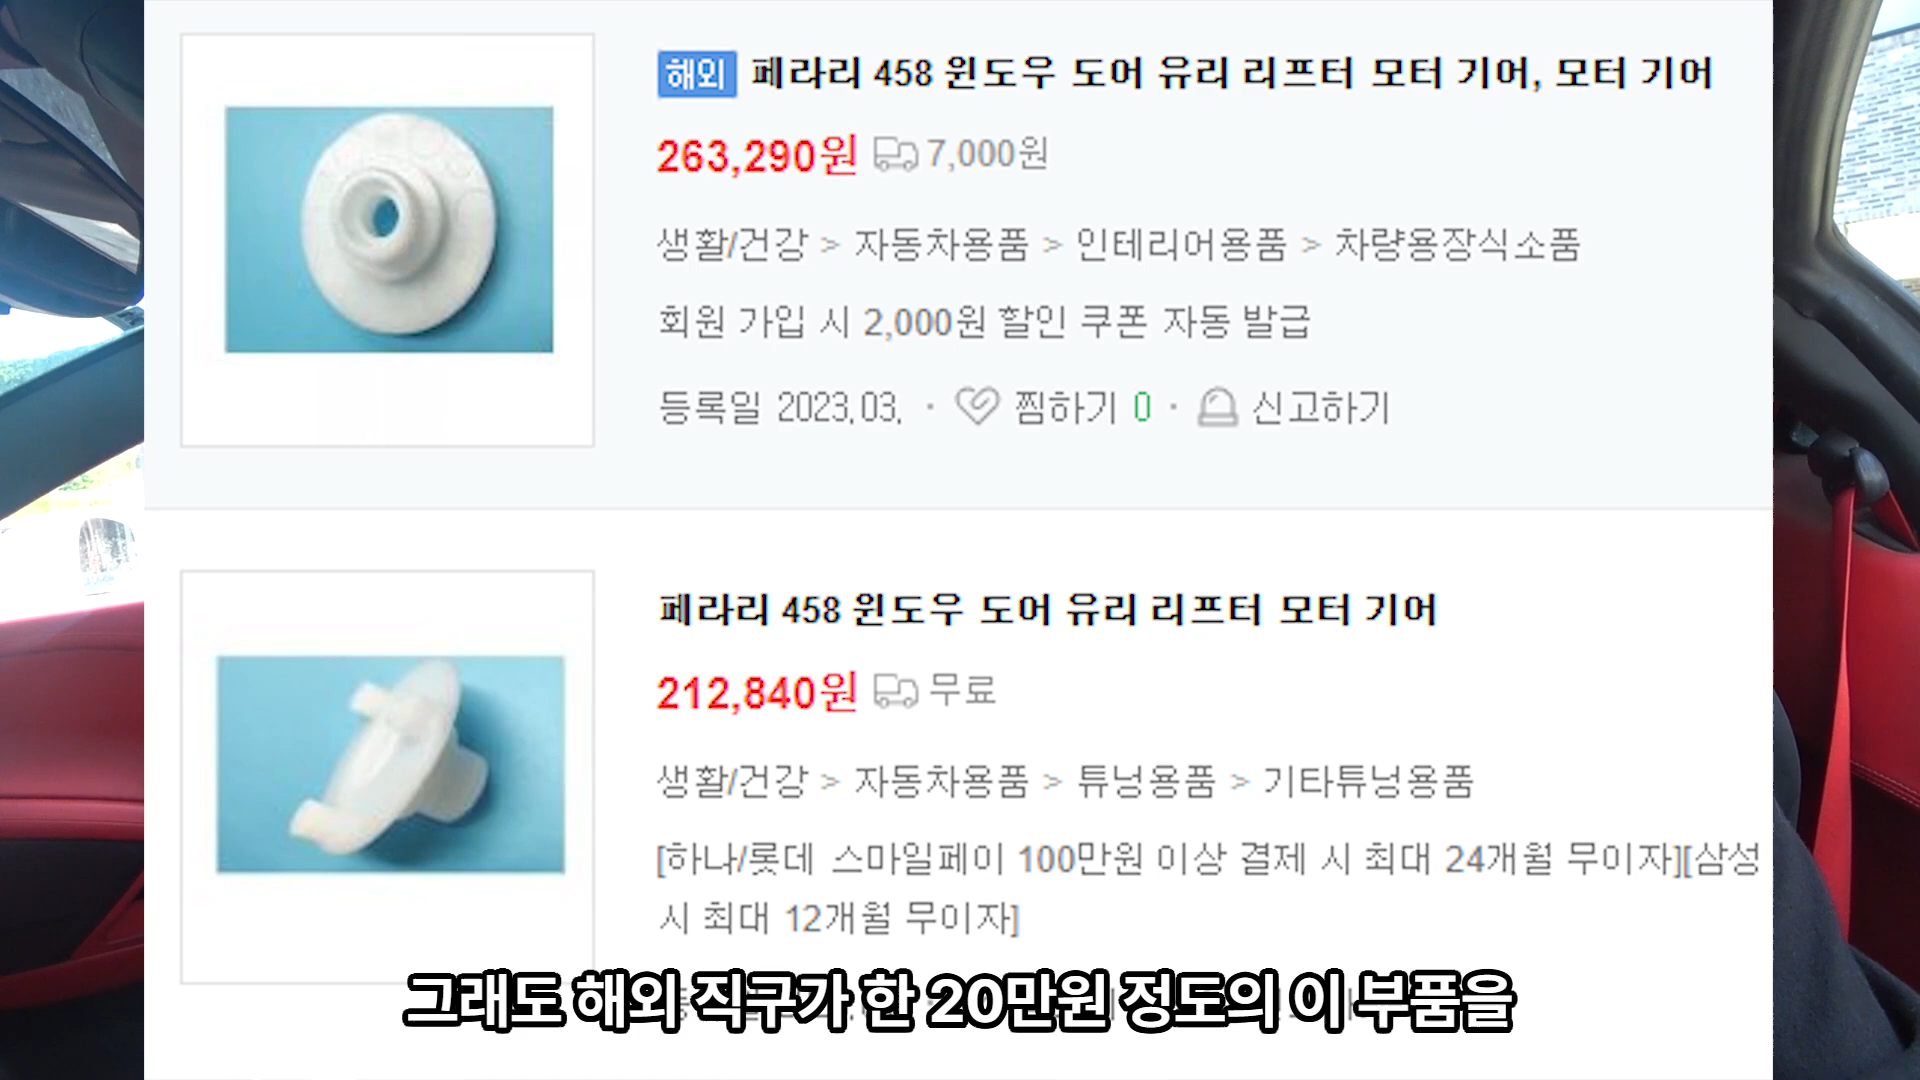 해외 페라리 458 윈도우 도어 유리 리프터 모터 기어, 모터 기어
263,290원 7,000원
생활/건강 > 자동차용품 > 인테리어용품 > 차량용장식소품
회원 가입 시 2,000원 할인 쿠폰 자동 발급
등록일 2023.03. · 찜하기 0 · 신고하기
페라리 458 윈도우 도어 유리 리프터 모터 기어
212,840원 무료
생활/건강 > 자동차용품 > 튜닝용품 > 기타튜닝용품
[하나/롯데 스마일페이 100만원 이상 결제 시 최대 24개월 무이자][삼성
시 최대 12개월 무이자]
그래도 해외 직구가 한 20만원 정도의 이 부품을